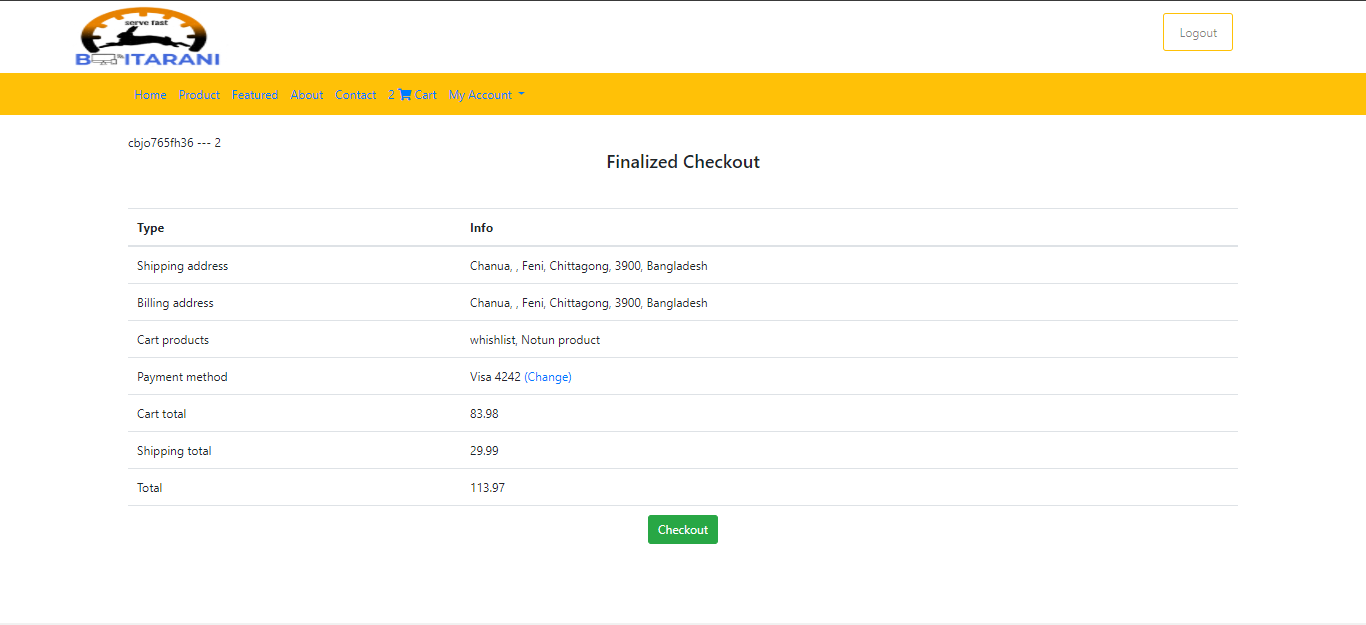 serve fast
BOITARANI
Logout
Home Product Featured About Contact 2 Cart My Account
cbjo765fh36 --- 2
Finalized Checkout
Type Info
Shipping address Chanua, , Feni, Chittagong, 3900, Bangladesh
Billing address Chanua, , Feni, Chittagong, 3900, Bangladesh
Cart products whishlist, Notun product
Payment method Visa 4242 (Change)
Cart total 83.98
Shipping total 29.99
Total 113.97
Checkout